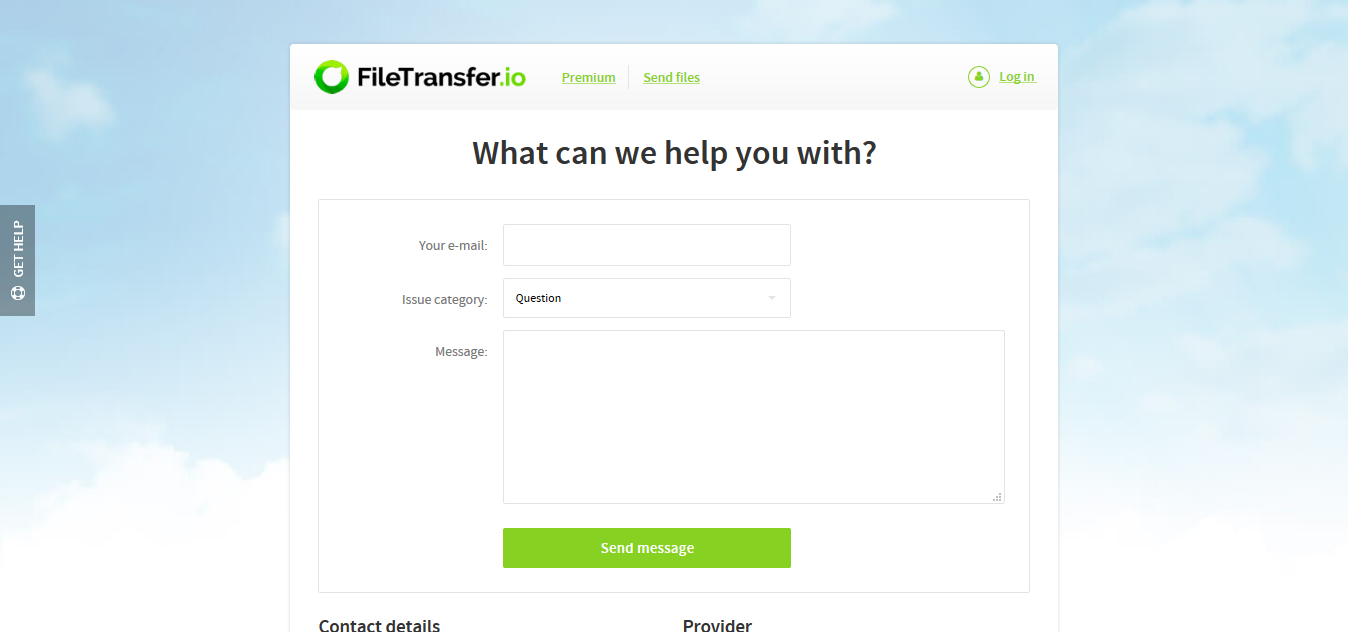 FileTransfer.io
Premium
Send files
Log in
What can we help you with?
GET HELP
Your e-mail:
Issue category:
Question
Message:
Send message
Contact details
Provider